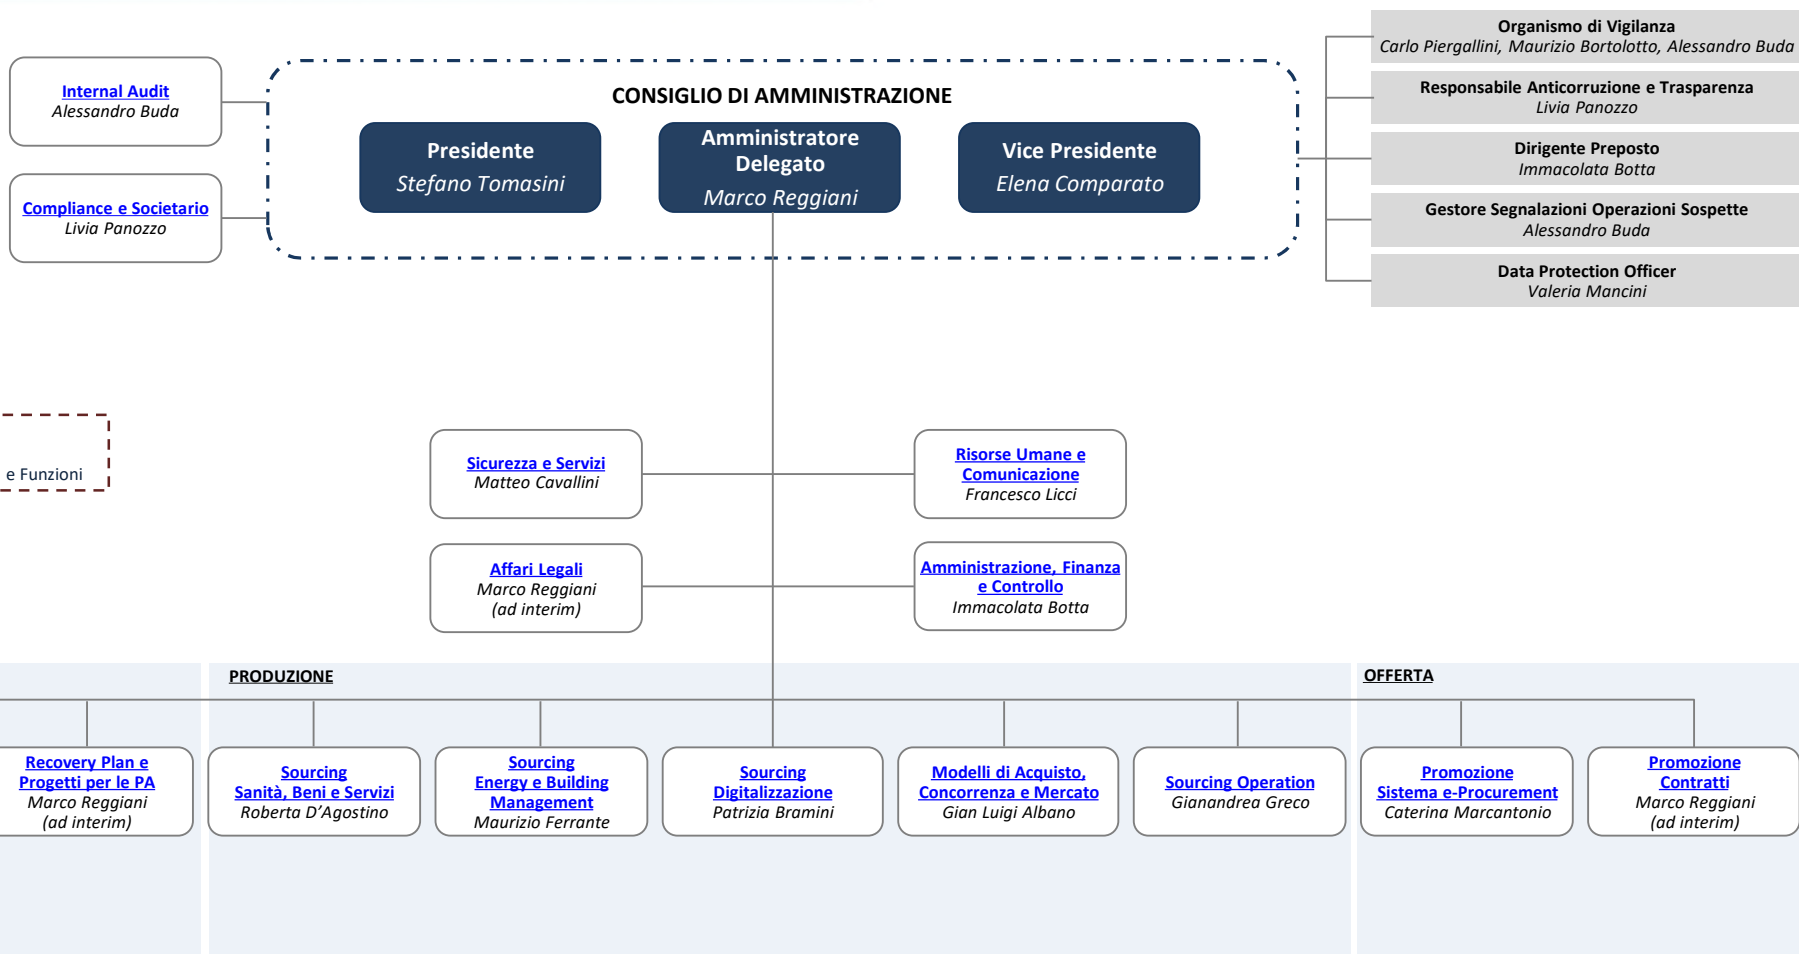 Organismo di Vigilanza
Carlo Piergallini, Maurizio Bortolotto, Alessandro Buda
Internal Audit
Alessandro Buda
CONSIGLIO DI AMMINISTRAZIONE
Responsabile Anticorruzione e Trasparenza
Livia Panozzo
Presidente
Stefano Tomasini
Amministratore
Delegato
Marco Reggiani
Vice Presidente
Elena Comparato
Dirigente Preposto
Immacolata Botta
Compliance e Societario
Livia Panozzo
Gestore Segnalazioni Operazioni Sospette
Alessandro Buda
Data Protection Officer
Valeria Mancini
e Funzioni
Sicurezza e Servizi
Matteo Cavallini
Risorse Umane e
Comunicazione
Francesco Licci
Affari Legali
Marco Reggiani
(ad interim)
Amministrazione, Finanza
e Controllo
Immacolata Botta
PRODUZIONE
OFFERTA
Recovery Plan e
Progetti per le PA
Marco Reggiani
(ad interim)
Sourcing
Sanità, Beni e Servizi
Roberta D’Agostino
Sourcing
Energy e Building
Management
Maurizio Ferrante
Sourcing
Digitalizzazione
Patrizia Bramini
Modelli di Acquisto,
Concorrenza e Mercato
Gian Luigi Albano
Sourcing Operation
Gianandrea Greco
Promozione
Sistema e-Procurement
Caterina Marcantonio
Promozione
Contratti
Marco Reggiani
(ad interim)